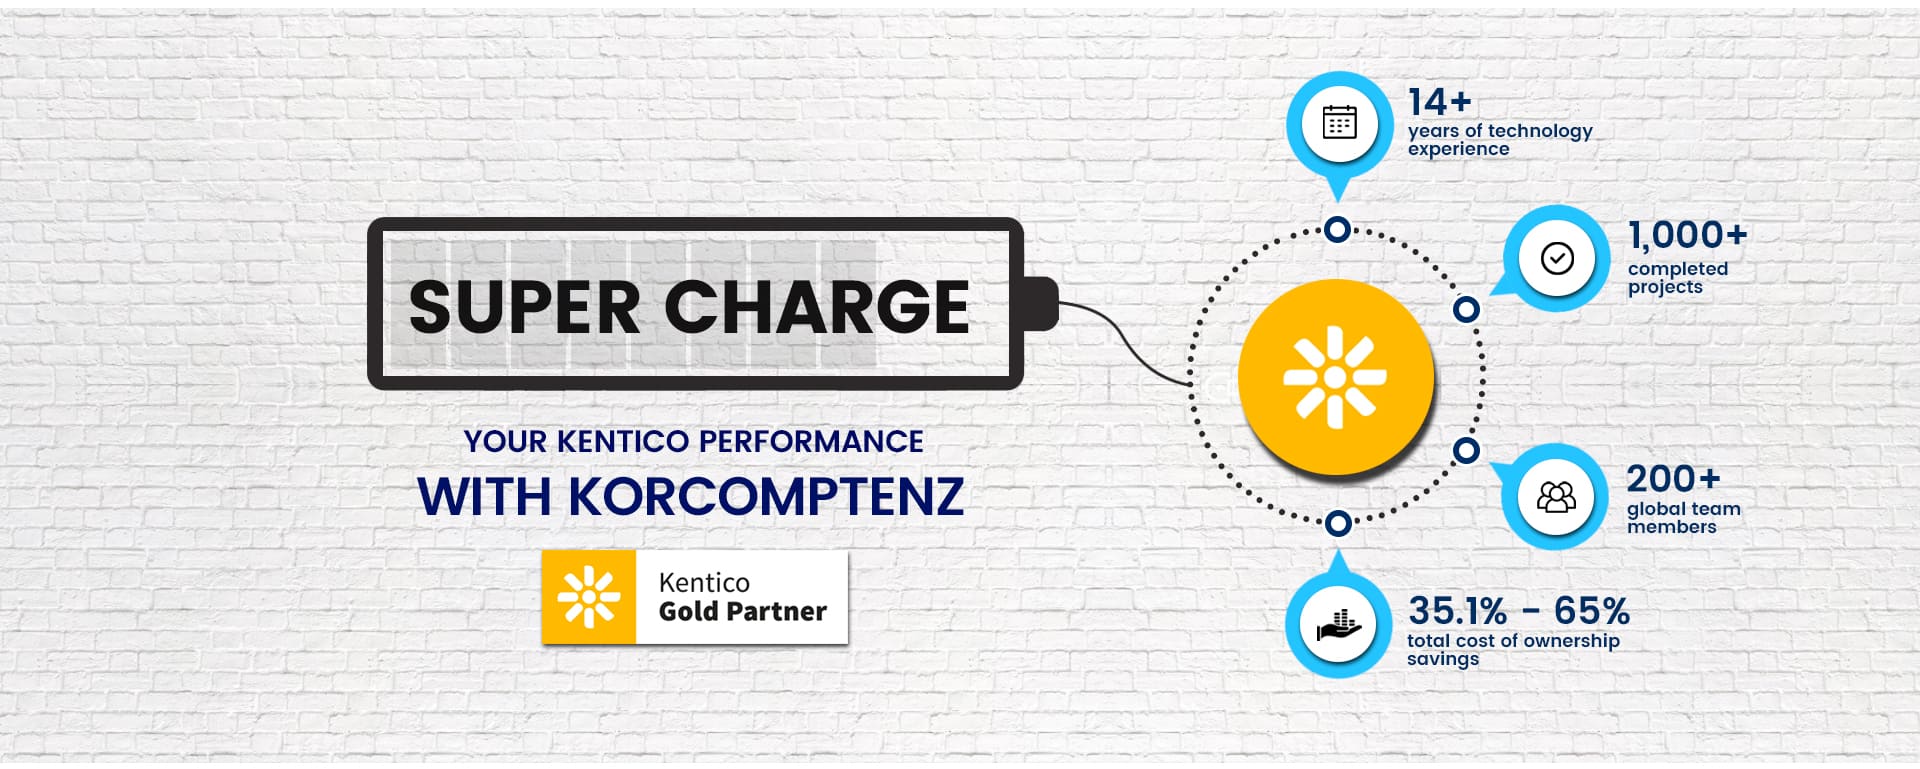 SUPER CHARGE
YOUR KENTICO PERFORMANCE
WITH KORCOMPTENZ
Kentico
Gold Partner
14+
years of technology
experience
1,000+
completed
projects
200+
global team
members
35.1% - 65%
total cost of ownership
savings